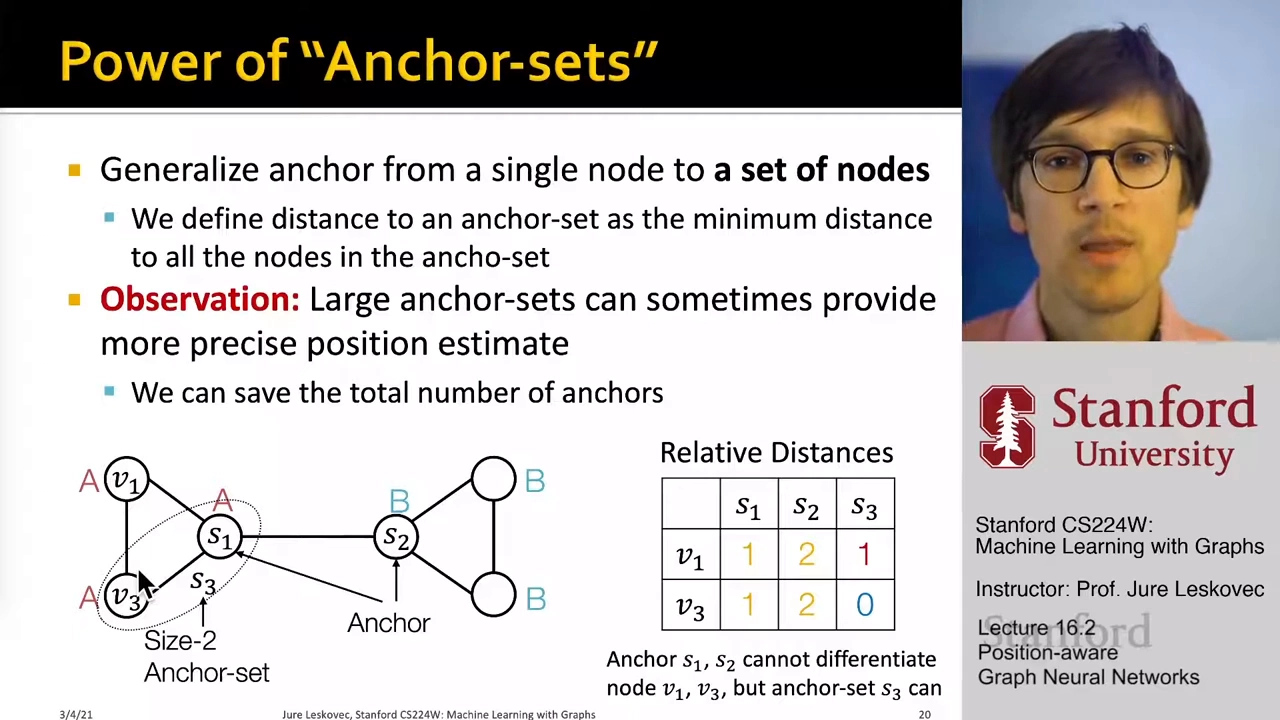 Power of “Anchor-sets”
▪ Generalize anchor from a single node to a set of nodes
▪ We define distance to an anchor-set as the minimum distance
to all the nodes in the ancho-set
▪ Observation: Large anchor-sets can sometimes provide
more precise position estimate
▪ We can save the total number of anchors
A v₁
A
s₁
B
s₂
B
A v₃
s₃
B
Anchor
Size-2
Anchor-set
Relative Distances
s₁ s₂ s₃
v₁ 1 2 1
v₃ 1 2 0
Anchor s₁, s₂ cannot differentiate
node v₁, v₃, but anchor-set s₃ can
3/4/21 Jure Leskovec, Stanford CS224W: Machine Learning with Graphs 20
S
Stanford
University
Stanford CS224W:
Machine Learning with Graphs
Instructor: Prof. Jure Leskovec
Stanford
Lecture 16.2
Position-aware
Graph Neural Networks